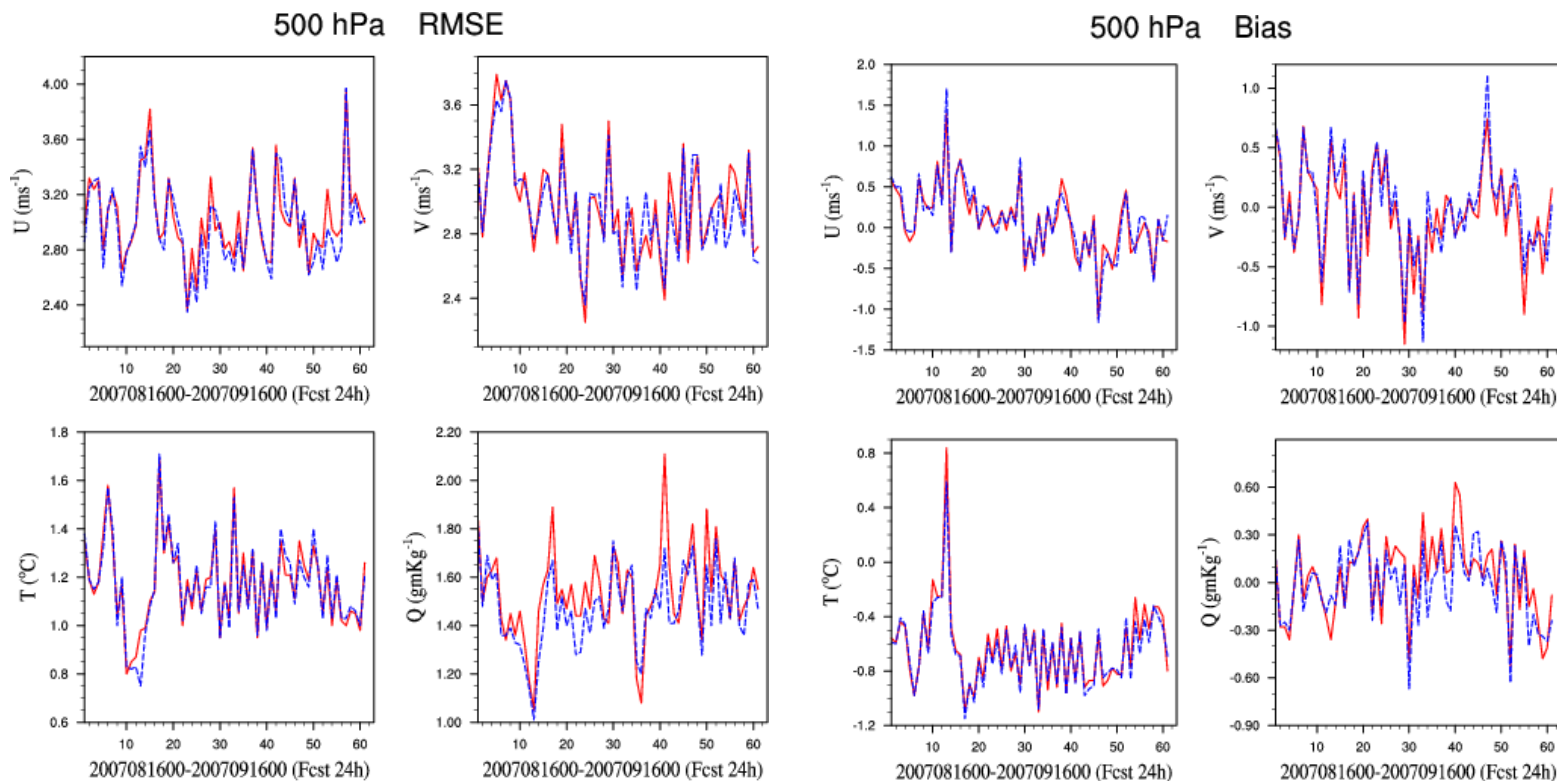 500 hPa RMSE
500 hPa Bias
4.00
3.60
3.20
2.80
2.40
U (ms-1)
10 20 30 40 50 60
2007081600-2007091600 (Fcst 24h)
3.6
3.2
2.8
2.4
V (ms-1)
10 20 30 40 50 60
2007081600-2007091600 (Fcst 24h)
2.0
1.5
1.0
0.5
0.0
-0.5
-1.0
-1.5
U (ms-1)
10 20 30 40 50 60
2007081600-2007091600 (Fcst 24h)
1.0
0.5
0.0
-0.5
-1.0
V (ms-1)
10 20 30 40 50 60
2007081600-2007091600 (Fcst 24h)
1.8
1.6
1.4
1.2
1.0
0.8
0.6
T (°C)
10 20 30 40 50 60
2007081600-2007091600 (Fcst 24h)
2.20
2.00
1.80
1.60
1.40
1.20
1.00
Q (gmKg-1)
10 20 30 40 50 60
2007081600-2007091600 (Fcst 24h)
0.8
0.4
0.0
-0.4
-0.8
-1.2
T (°C)
10 20 30 40 50 60
2007081600-2007091600 (Fcst 24h)
0.60
0.30
0.00
-0.30
-0.60
-0.90
Q (gmKg-1)
10 20 30 40 50 60
2007081600-2007091600 (Fcst 24h)